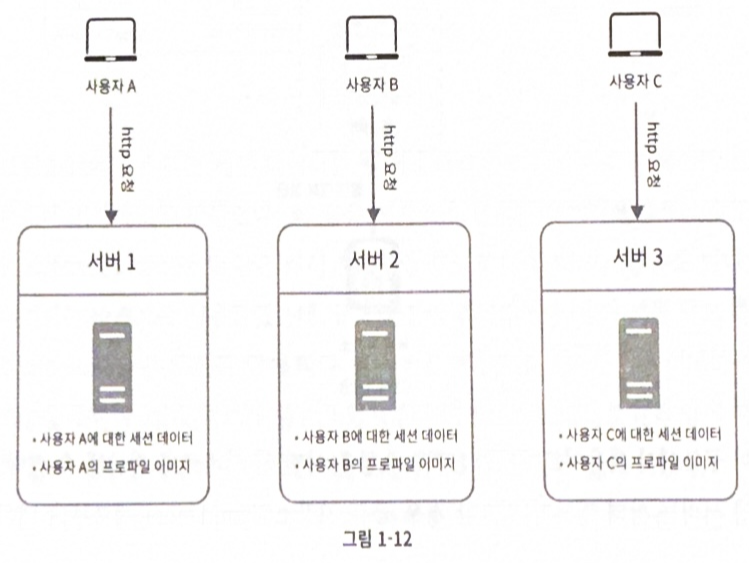 사용자 A
사용자 B
사용자 C
http 요청
http 요청
http 요청
서버 1
서버 2
서버 3
• 사용자 A에 대한 세션 데이터
• 사용자 A의 프로파일 이미지
• 사용자 B에 대한 세션 데이터
• 사용자 B의 프로파일 이미지
• 사용자 C에 대한 세션 데이터
• 사용자 C의 프로파일 이미지
그림 1-12